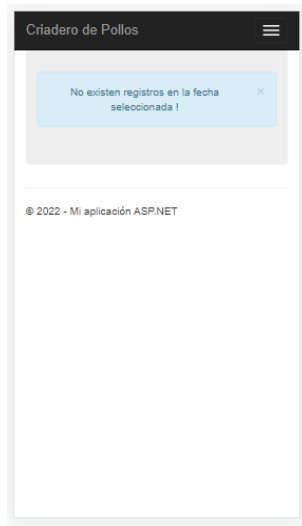 Criadero de Pollos
No existen registros en la fecha
seleccionada !
×
© 2022 - Mi aplicación ASP.NET